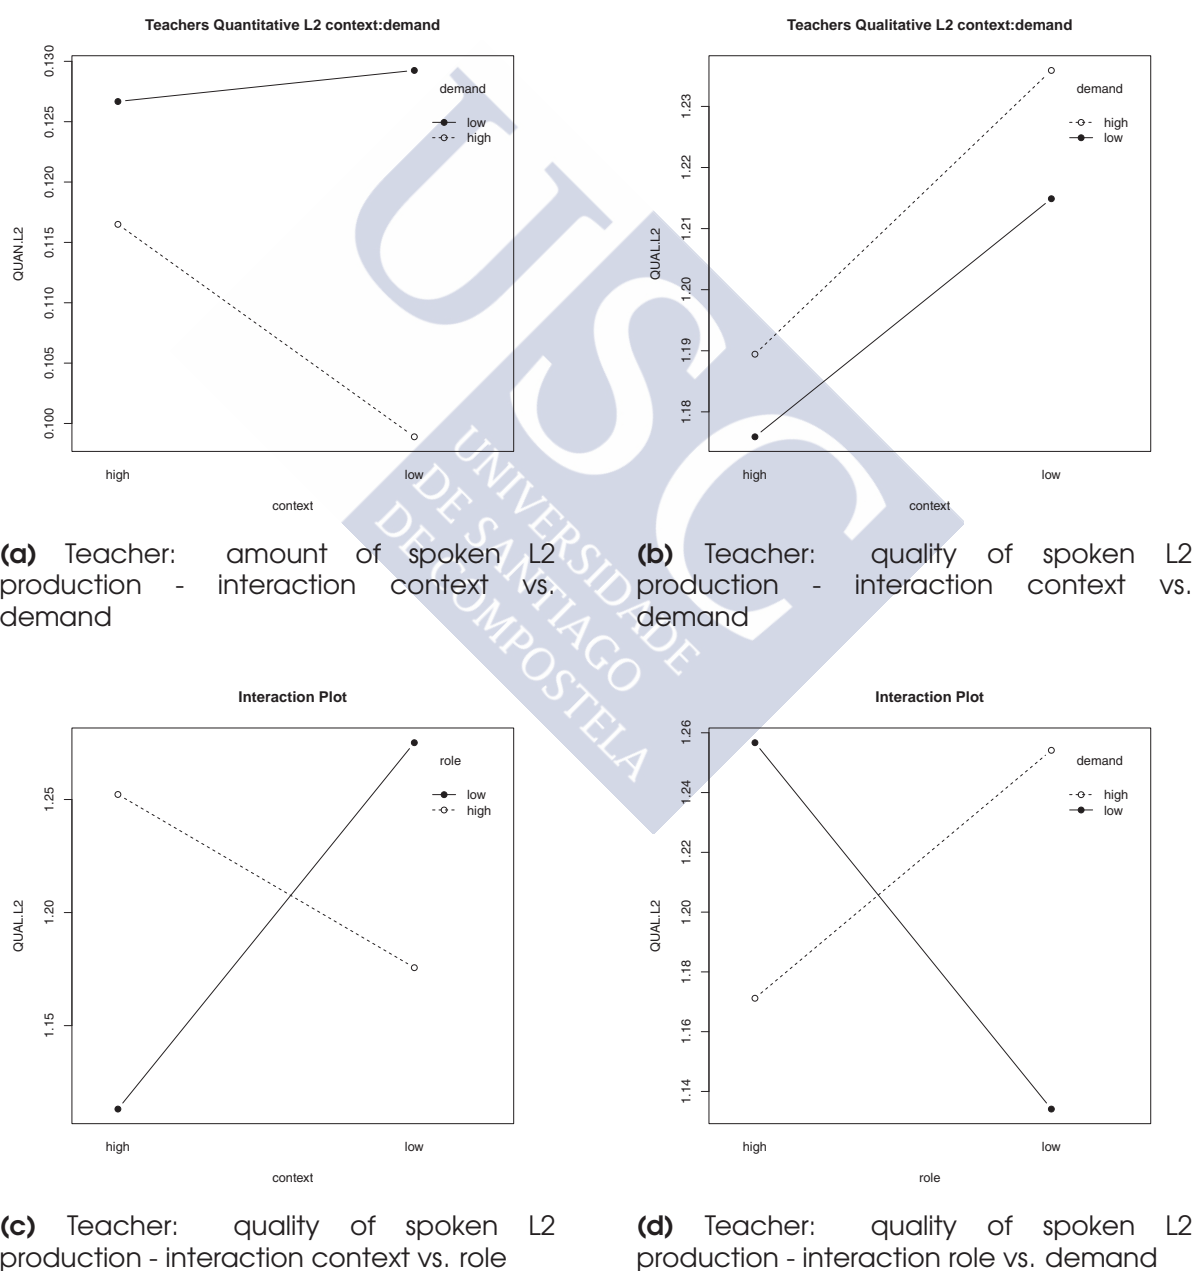 Teachers Quantitative L2 context:demand
0.130
0.125
0.120
0.115
0.110
0.105
0.100
QUAN.L2
demand
low
high
high
low
context
(a) Teacher: amount of spoken L2
production - interaction context vs.
demand
Teachers Qualitative L2 context:demand
1.23
1.22
1.21
1.20
1.19
1.18
QUAL.L2
demand
high
low
high
low
context
(b) Teacher: quality of spoken L2
production - interaction context vs.
demand
USC
UNIVERSIDADE
DE SANTIAGO
DE COMPOSTELA
Interaction Plot
1.25
1.20
1.15
QUAL.L2
role
low
high
high
low
context
(c) Teacher: quality of spoken L2
production - interaction context vs. role
Interaction Plot
1.26
1.24
1.22
1.20
1.18
1.16
1.14
QUAL.L2
demand
high
low
high
low
role
(d) Teacher: quality of spoken L2
production - interaction role vs. demand